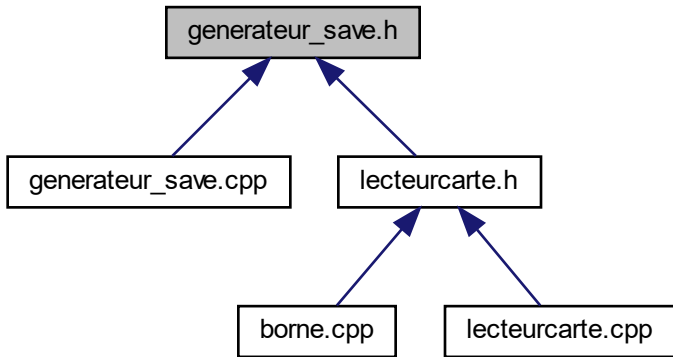 generateur_save.h
generateur_save.cpp
lecteurcarte.h
borne.cpp
lecteurcarte.cpp